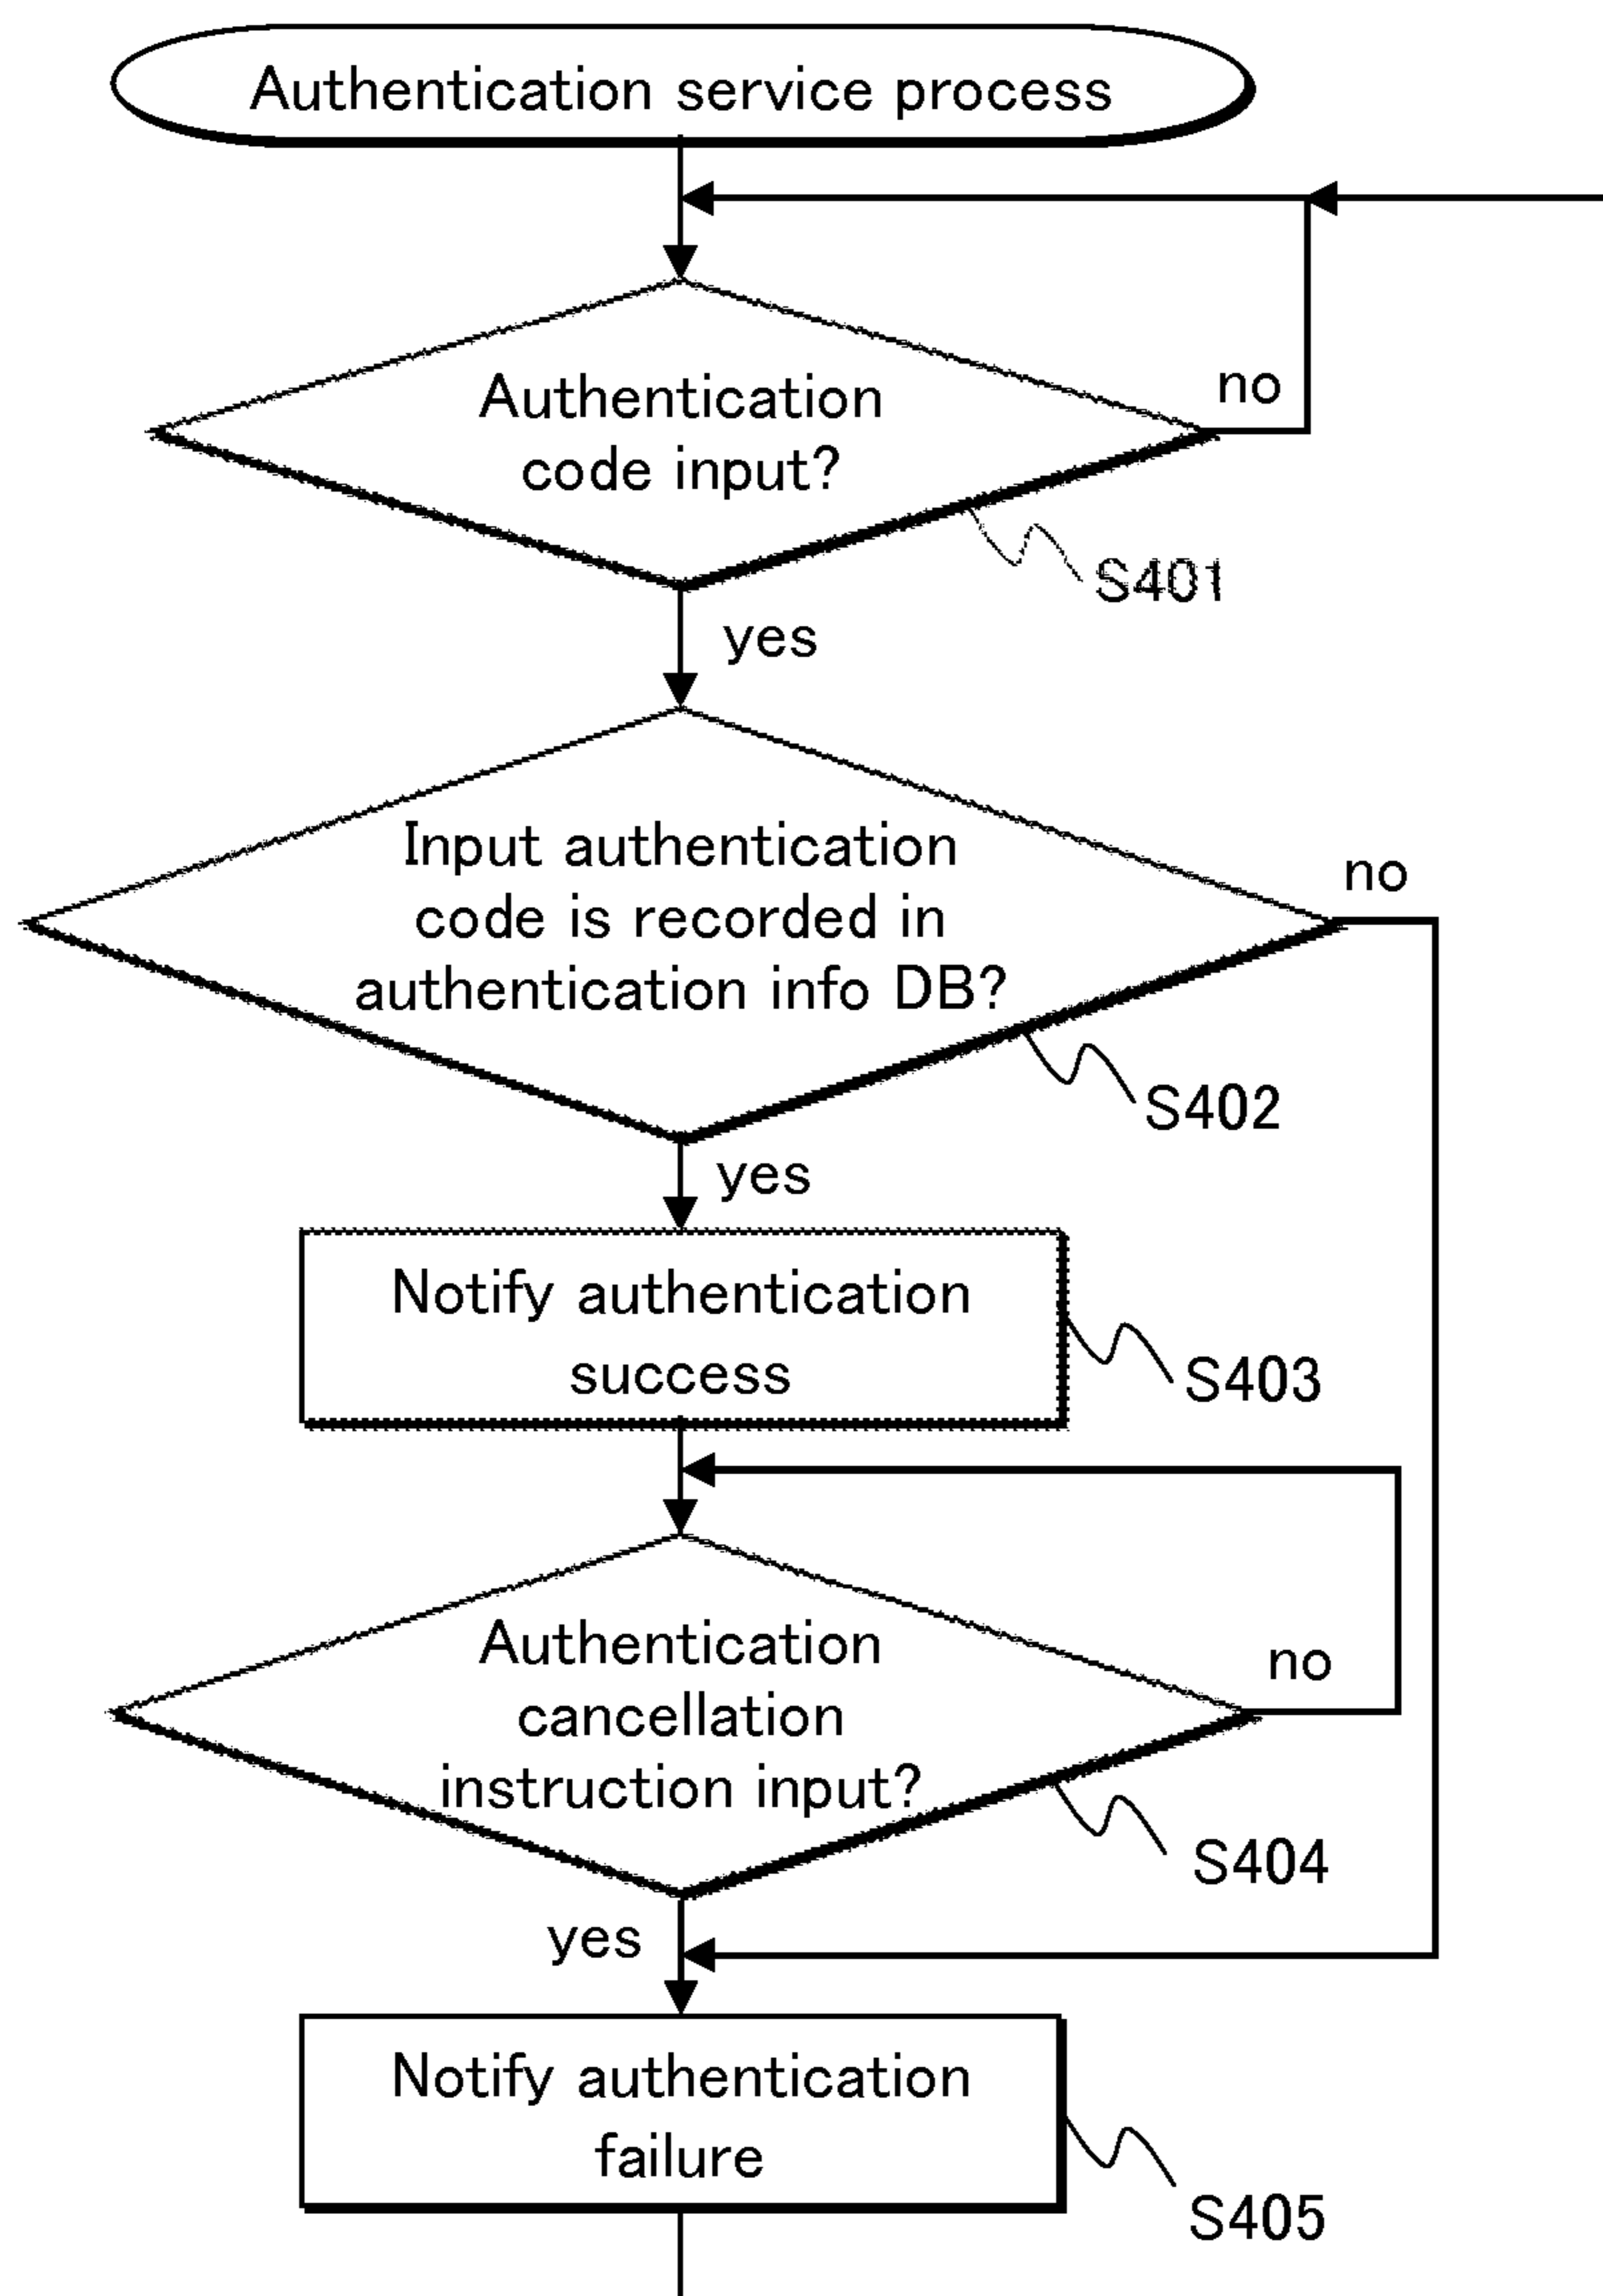 Authentication service process
Authentication
code input?
no
S401
yes
Input authentication
code is recorded in
authentication info DB?
no
S402
yes
Notify authentication
success
S403
Authentication
cancellation
instruction input?
no
S404
yes
Notify authentication
failure
S405